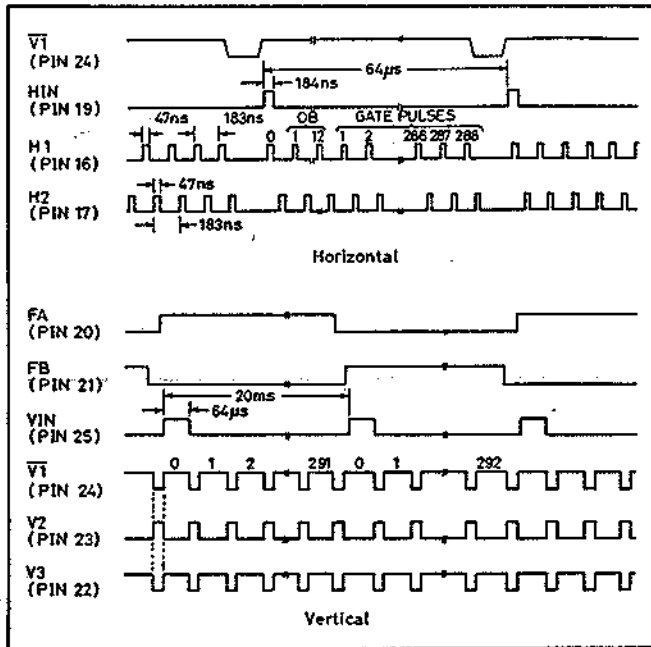 V1
(PIN 24)
64µs
HIN
(PIN 19)
184ns
47ns 183ns OB GATE PULSES
0 1 12 1 2 286 287 288
H1
(PIN 16)
H2
(PIN 17)
47ns
183ns
Horizontal
FA
(PIN 20)
FB
(PIN 21)
20ms
64µs
VIN
(PIN 25)
0 1 2 291 0 1 292
V1
(PIN 24)
V2
(PIN 23)
V3
(PIN 22)
Vertical